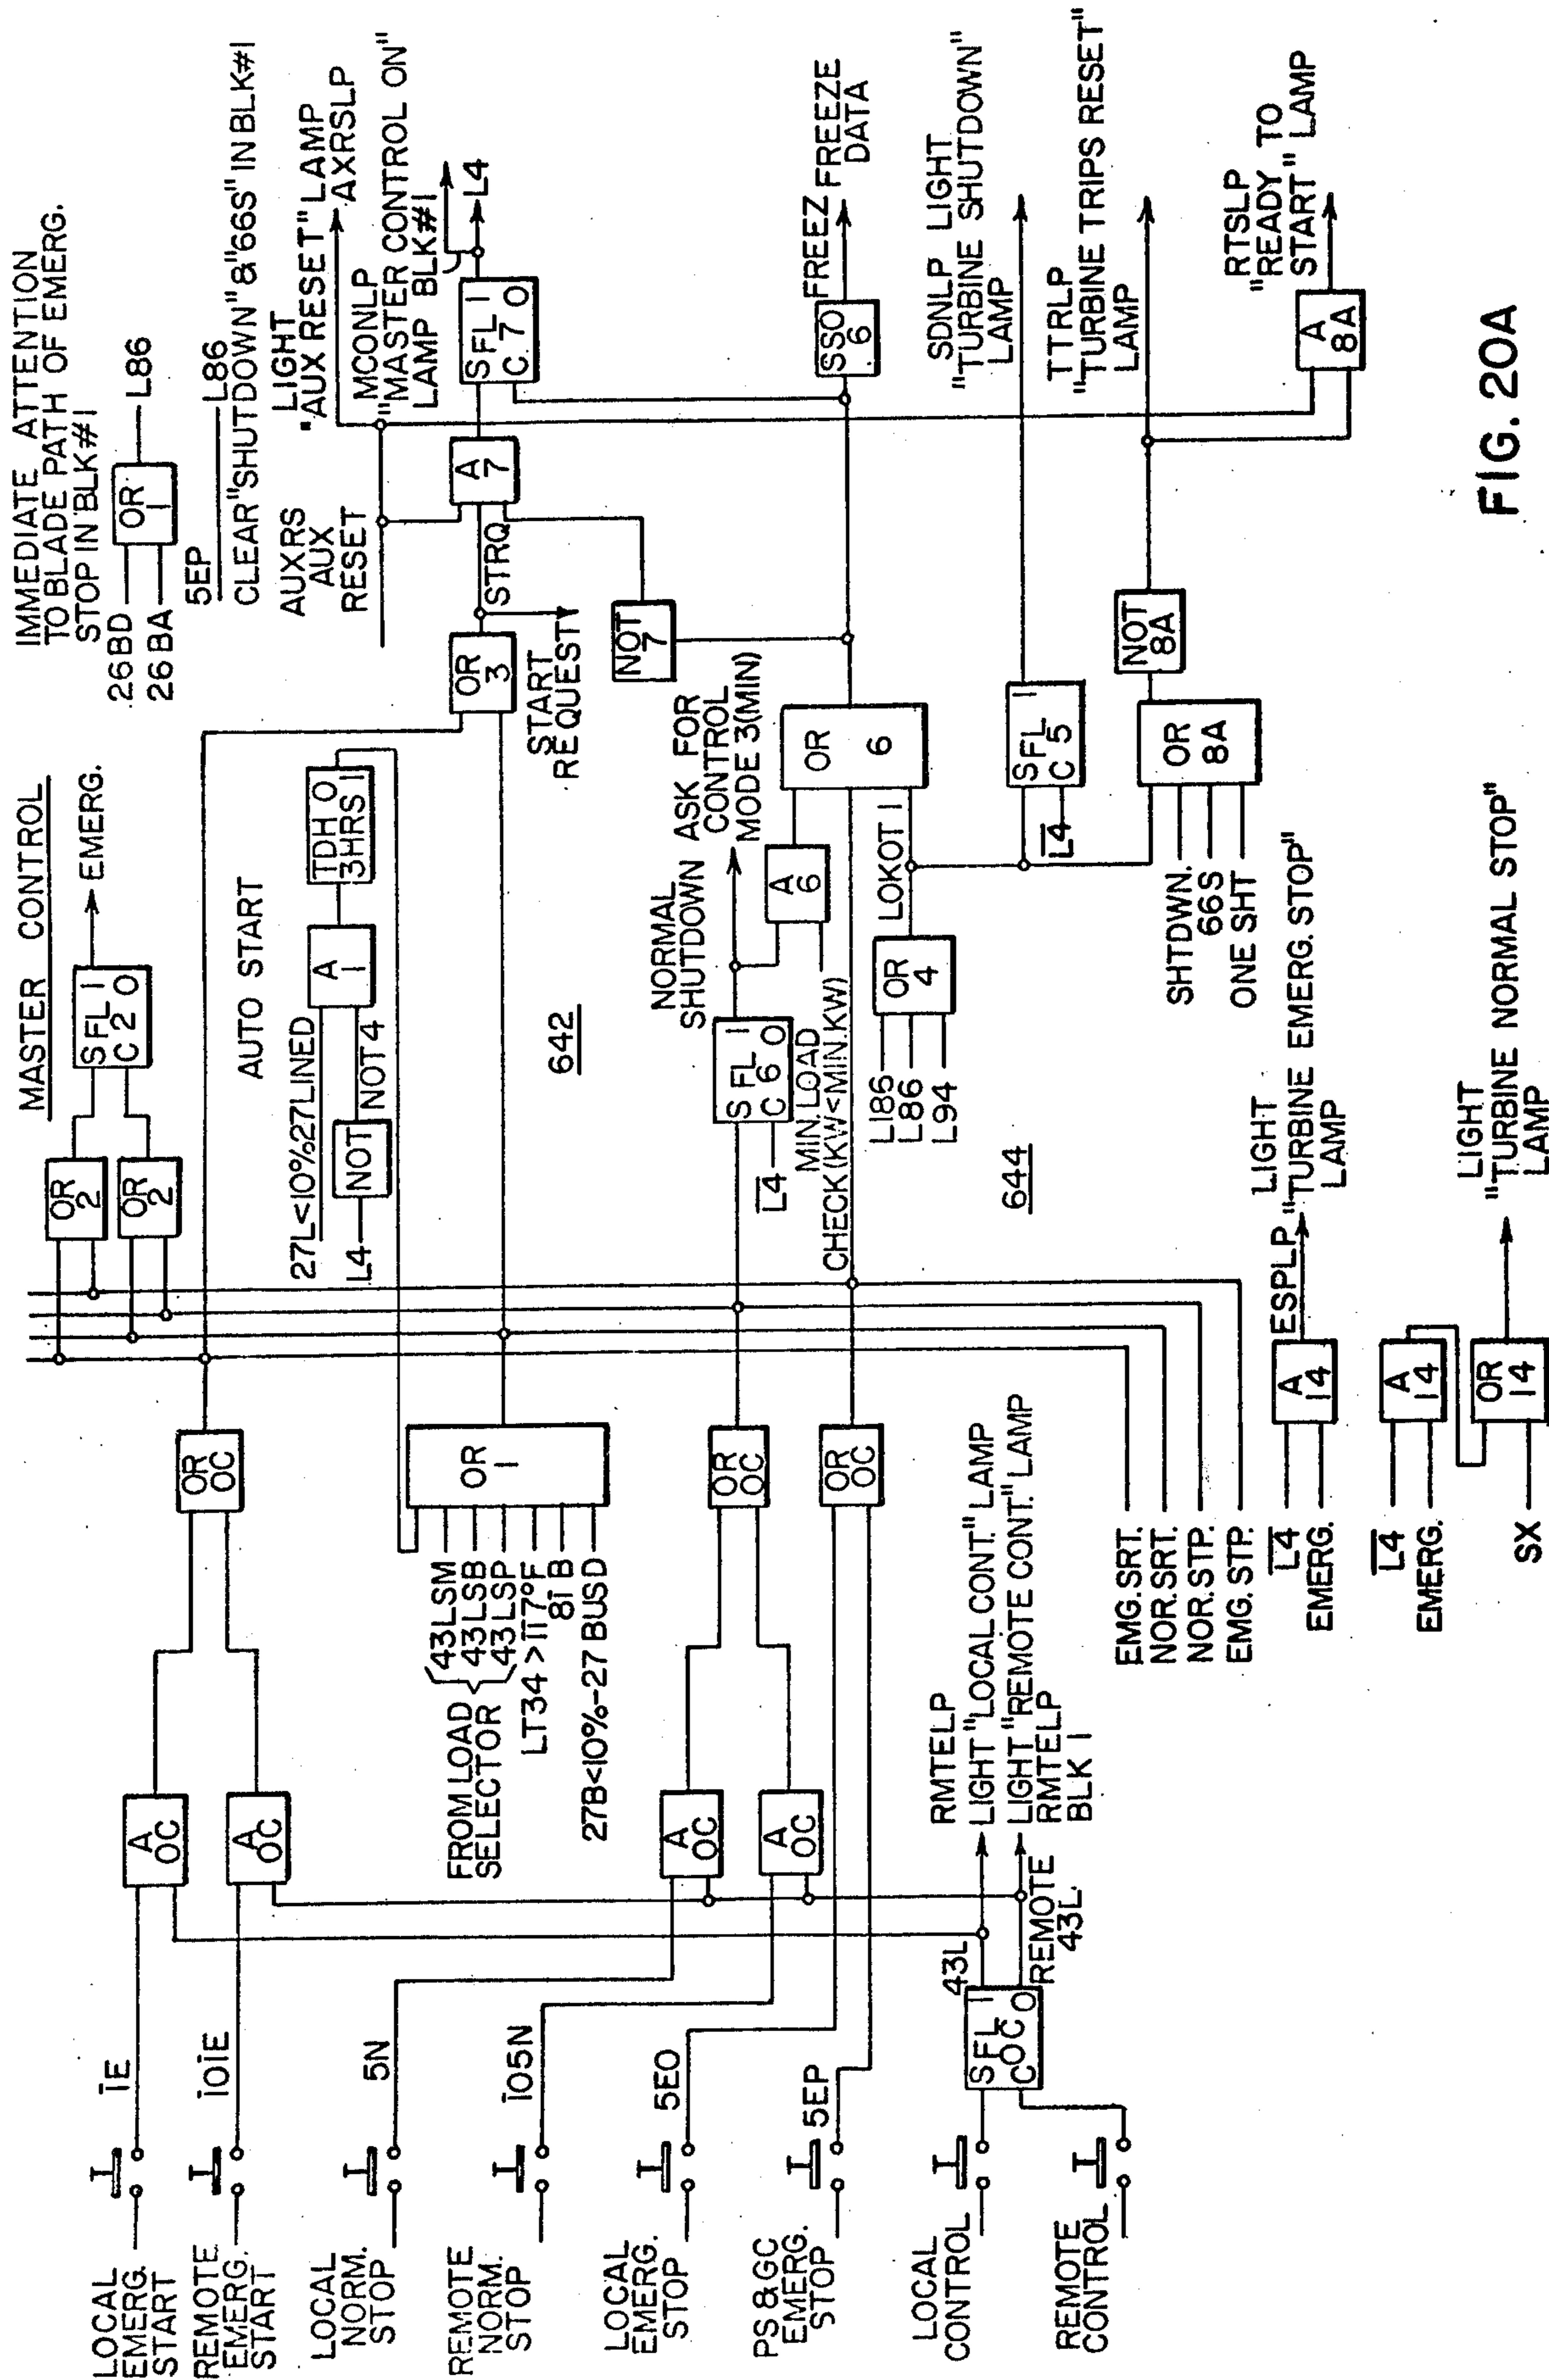 IMMEDIATE ATTENTION
TO BLADE PATH OF EMERG.
STOP IN BLK#1
26BD
26BA
OR
1
L86
5EP
L86
CLEAR "SHUTDOWN" & "66S" IN BLK#1
LIGHT
"AUX RESET" LAMP
AXRSLP
MCONLP
"MASTER CONTROL ON"
LAMP BLK#1
L4
AUXRS
AUX
RESET
A
7
S FL 1
C 7 0
STRQ
OR
3
START
REQUEST
NOT
7
MASTER CONTROL
OR
2
OR
2
S FL 1
C 2 0
EMERG.
AUTO START
27L<10%27LINED
L4
NOT
NOT 4
A
1
TDH 0
3HRS 1
642
FREEZ
FREEZE
DATA
SSO
6
NORMAL
SHUTDOWN
ASK FOR
CONTROL
MODE 3(MIN)
S FL 1
C 6 0
L4
A
6
MIN. LOAD
CHECK(KW<MIN.KW)
OR
6
L186
L86
L94
OR
4
LOKOT 1
644
S FL 1
C 5
L4
SDNLP LIGHT
"TURBINE SHUTDOWN"
LAMP
SHTDWN.
66S
ONE SHT
OR
8A
NOT
8A
TTRLP
"TURBINE TRIPS RESET"
LAMP
A
8A
RTSLP
"READY TO
START" LAMP
LOCAL
EMERG.
START
1E
REMOTE
EMERG.
START
101E
LOCAL
NORM.
STOP
5N
REMOTE
NORM.
STOP
105N
LOCAL
EMERG.
STOP
5EO
PS & GC
EMERG.
STOP
5EP
LOCAL
CONTROL
REMOTE
CONTROL
A
OC
A
OC
OR
OC
FROM LOAD
SELECTOR
43LSM
43LSB
43LSP
LT34 > 117°F
81B
27B<10%-27 BUSD
OR
1
A
OC
A
OC
OR
OC
OR
OC
S FL 1
C OC 0
43L
REMOTE
43L
RMTELP
LIGHT "LOCAL CONT." LAMP
LIGHT "REMOTE CONT." LAMP
RMTELP
BLK 1
EMG.SRT.
NOR.SRT.
NOR.STP.
EMG.STP.
L4
EMERG.
A
14
ESPLP
LIGHT
"TURBINE EMERG. STOP"
LAMP
L4
EMERG.
A
14
SX
OR
14
LIGHT
"TURBINE NORMAL STOP"
LAMP
FIG. 20A